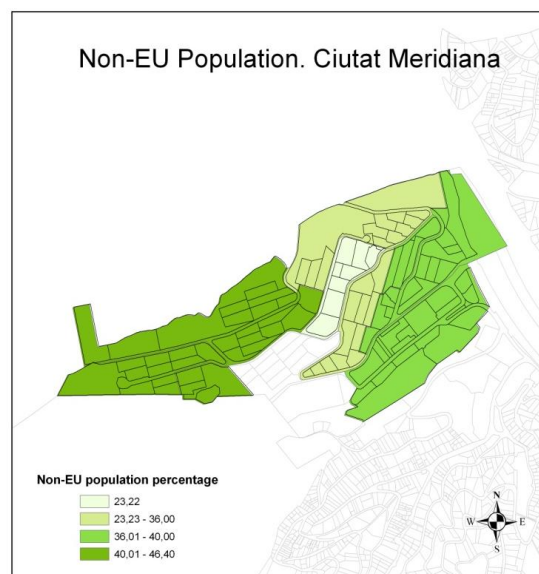 Non-EU Population. Ciutat Meridiana
Non-EU population percentage
23,22
23,23 - 36,00
36,01 - 40,00
40,01 - 46,40
N
W E
S